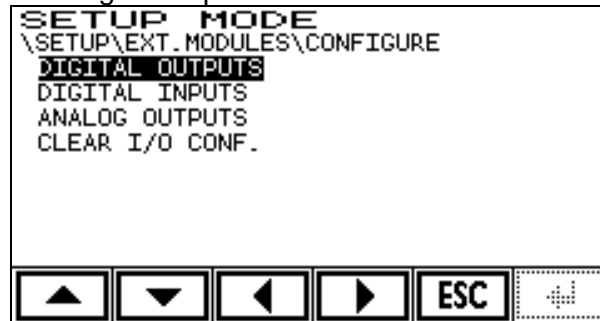 SETUP MODE
\SETUP\EXT.MODULES\CONFIGURE
DIGITAL OUTPUTS
DIGITAL INPUTS
ANALOG OUTPUTS
CLEAR I/O CONF.
ESC